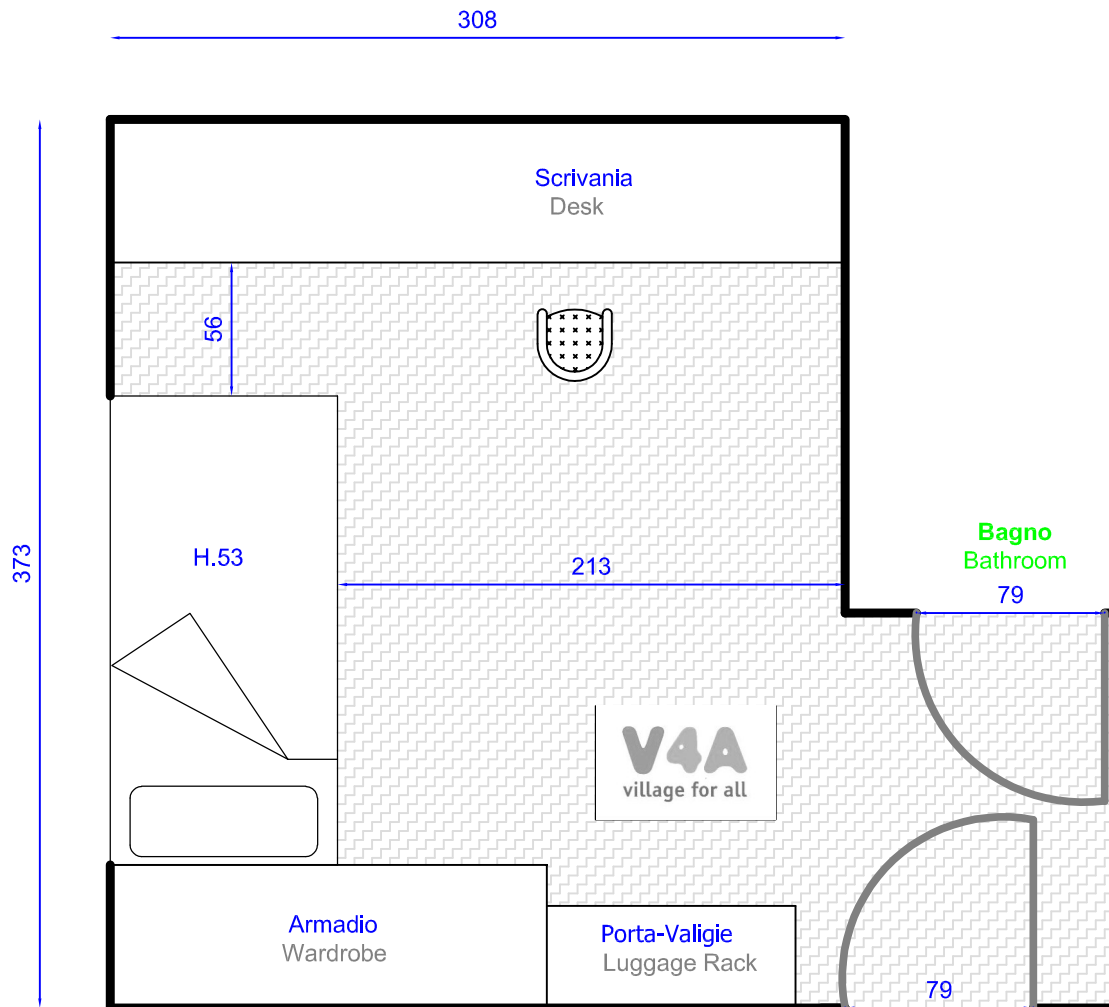 308
Scrivania
Desk
56
373
H.53
213
Bagno
Bathroom
79
V4A
village for all
Armadio
Wardrobe
Porta-Valigie
Luggage Rack
79